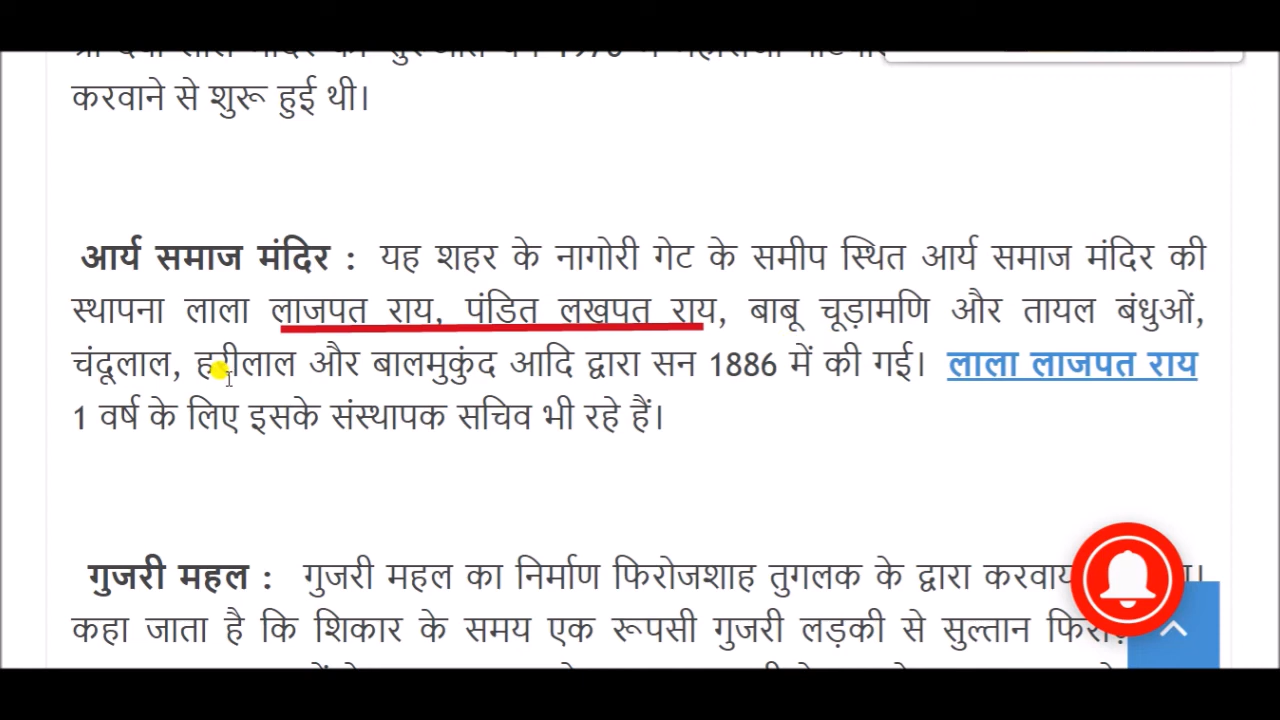 करवाने से शुरू हुई थी।
आर्य समाज मंदिर : यह शहर के नागोरी गेट के समीप स्थित आर्य समाज मंदिर की
स्थापना लाला लाजपत राय, पंडित लखपत राय, बाबू चूड़ामणि और तायल बंधुओं,
चंदूलाल, हरीलाल और बालमुकुंद आदि द्वारा सन 1886 में की गई। लाला लाजपत राय
1 वर्ष के लिए इसके संस्थापक सचिव भी रहे हैं।
गुजरी महल : गुजरी महल का निर्माण फिरोजशाह तुगलक के द्वारा
कहा जाता है कि शिकार के समय एक रूपसी गुजरी लड़की से सुल्तान